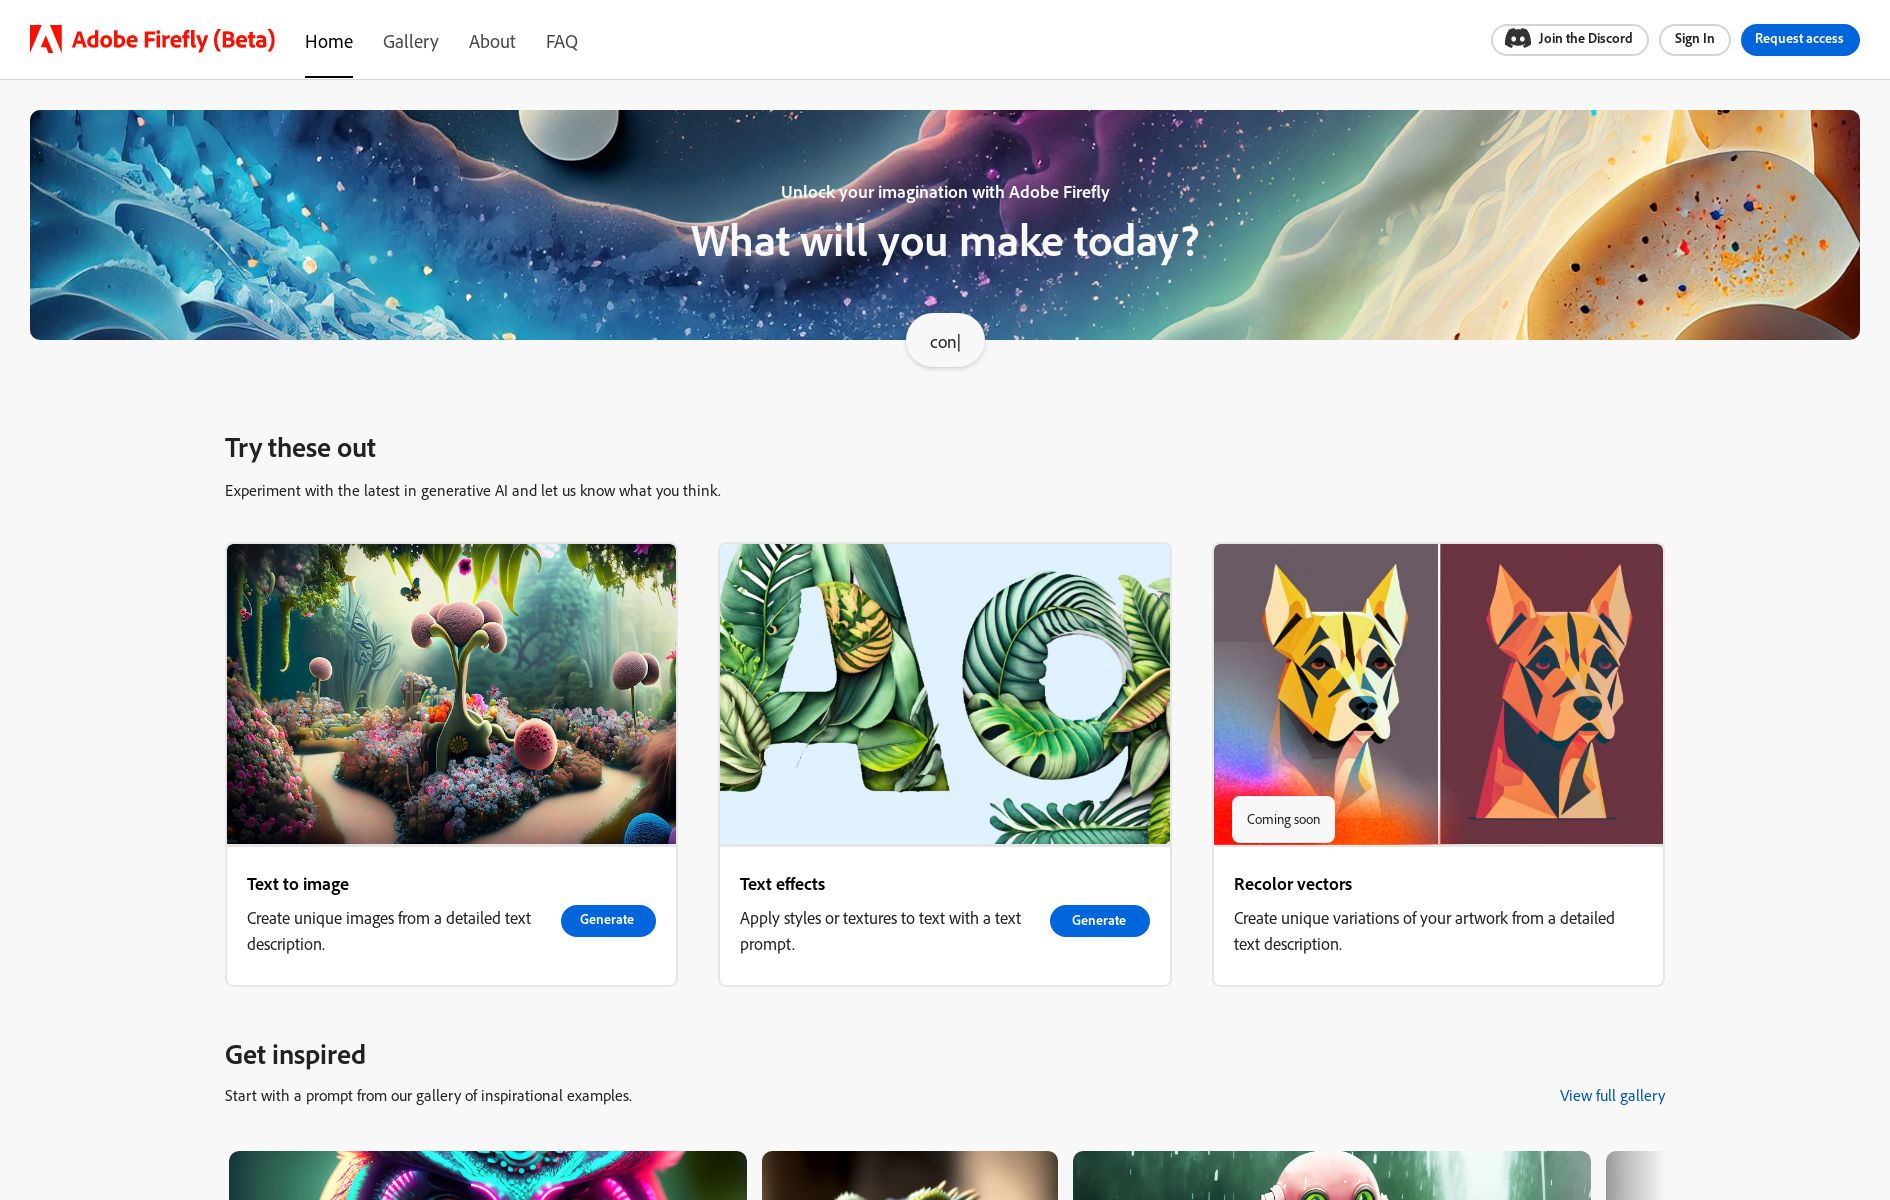 Adobe Firefly (Beta)
Home
Gallery
About
FAQ
Join the Discord
Sign In
Request access
Unlock your imagination with Adobe Firefly
What will you make today?
con|
Try these out
Experiment with the latest in generative AI and let us know what you think.
Ag
Coming soon
Text to image
Create unique images from a detailed text
description.
Generate
Text effects
Apply styles or textures to text with a text
prompt.
Generate
Recolor vectors
Create unique variations of your artwork from a detailed
text description.
Get inspired
Start with a prompt from our gallery of inspirational examples.
View full gallery